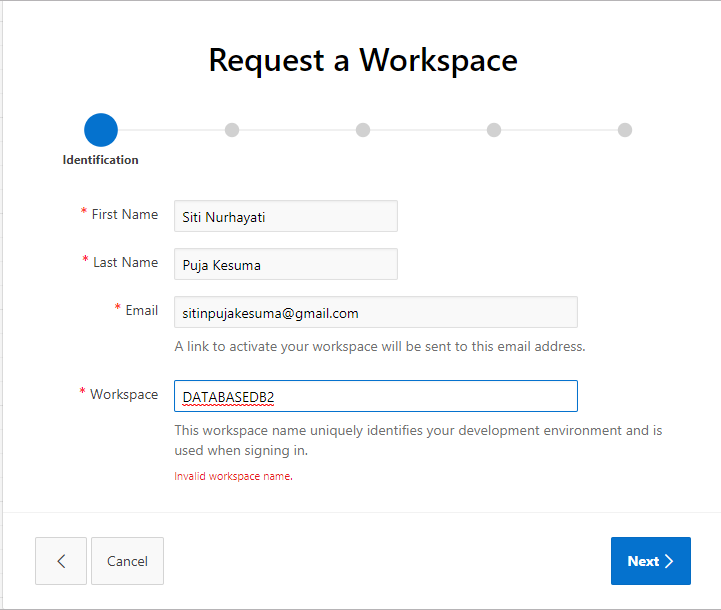 Request a Workspace
Identification
* First Name Siti Nurhayati
* Last Name Puja Kesuma
* Email sitinpujakesuma@gmail.com
A link to activate your workspace will be sent to this email address.
* Workspace DATABASEDB2
This workspace name uniquely identifies your development environment and is
used when signing in.
Invalid workspace name.
Cancel
Next